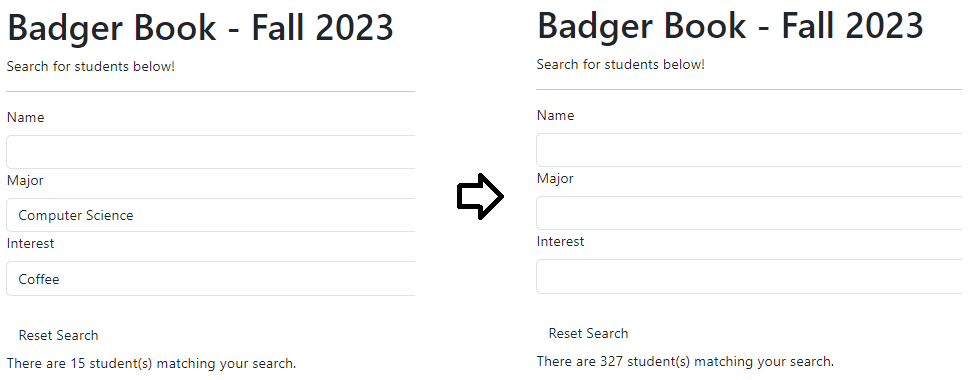 Badger Book - Fall 2023
Search for students below!
Name
Major
Computer Science
Interest
Coffee
Reset Search
There are 15 student(s) matching your search.
Badger Book - Fall 2023
Search for students below!
Name
Major
Interest
Reset Search
There are 327 student(s) matching your search.